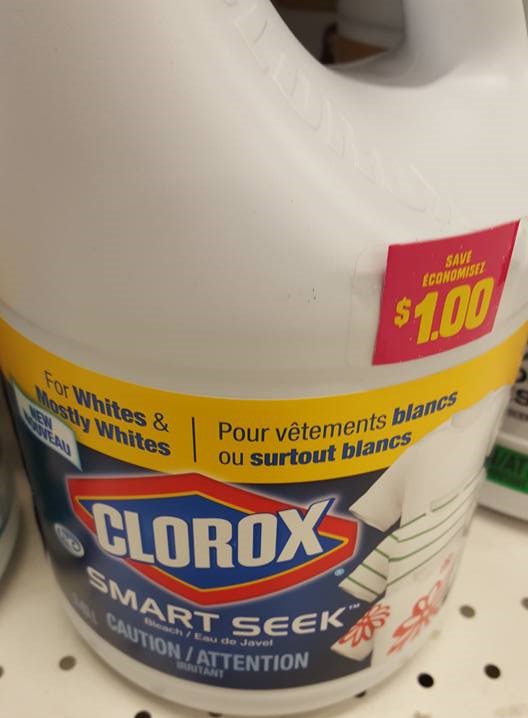 SAVE
ÉCONOMISEZ
$1.00
For Whites &
Mostly Whites
Pour vêtements blancs
ou surtout blancs
NEW
NOUVEAU
CLOROX
®
SMART SEEK™
Bleach / Eau de Javel
CAUTION / ATTENTION
IRRITANT